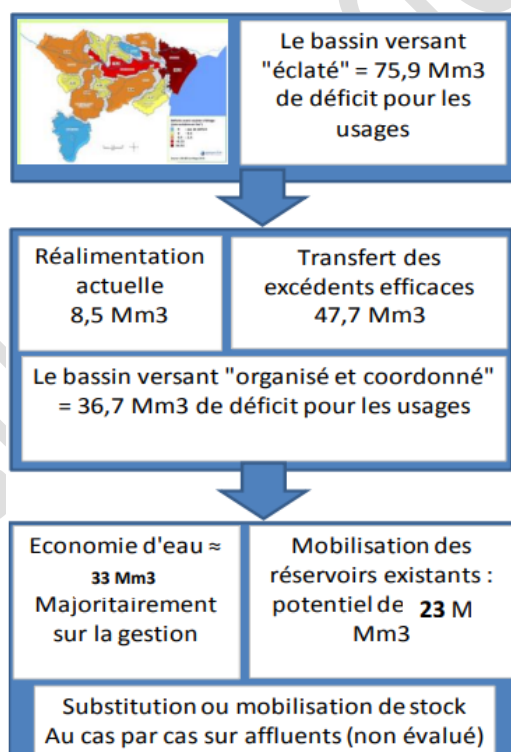 Le bassin versant
"éclaté" = 75,9 Mm3
de déficit pour les
usages
Réalimentation
actuelle
8,5 Mm3
Transfert des
excédents efficaces
47,7 Mm3
Le bassin versant "organisé et coordonné"
= 36,7 Mm3 de déficit pour les usages
Economie d'eau ≈
33 Mm3
Majoritairement
sur la gestion
Mobilisation des
réservoirs existants :
potentiel de 23 M
Mm3
Substitution ou mobilisation de stock
Au cas par cas sur affluents (non évalué)